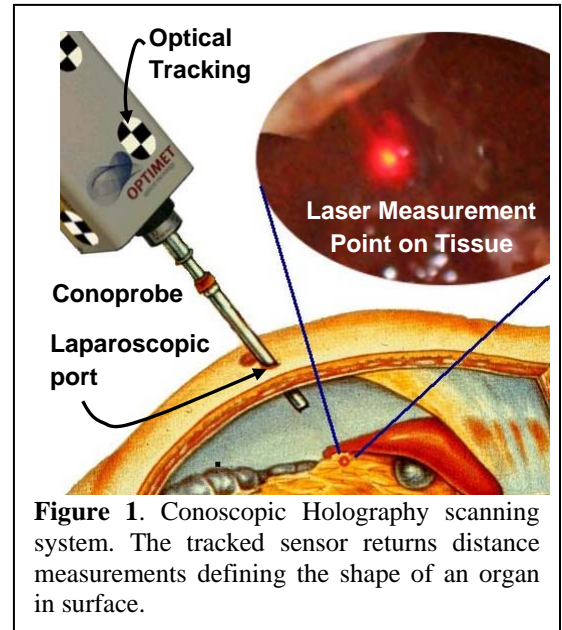 Optical
Tracking
OPTIMET
Laser Measurement
Point on Tissue
Conoprobe
Laparoscopic
port
Figure 1. Conoscopic Holography scanning
system. The tracked sensor returns distance
measurements defining the shape of an organ
in surface.